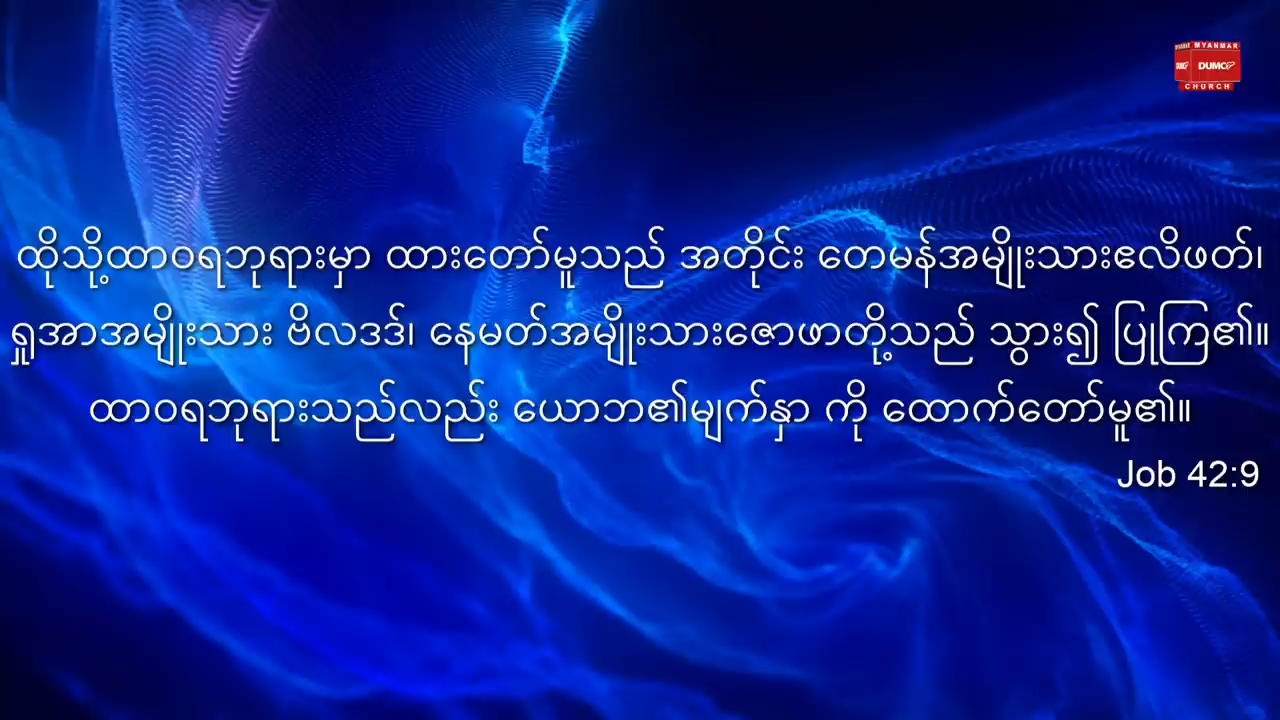 MYANMAR
DUMC
DUMC
CHURCH
ထိုသို့ထာဝရဘုရားမှာ ထားတော်မူသည် အတိုင်း တေမန်အမျိုးသားဧလိဖတ်၊
ရှုအာအမျိုးသား ဗိလဒဒ်၊ နေမတ်အမျိုးသားဇောဖာတို့သည် သွား၍ ပြုကြ၏။
ထာဝရဘုရားသည်လည်း ယောဘ၏မျက်နှာ ကို ထောက်တော်မူ၏။
Job 42:9